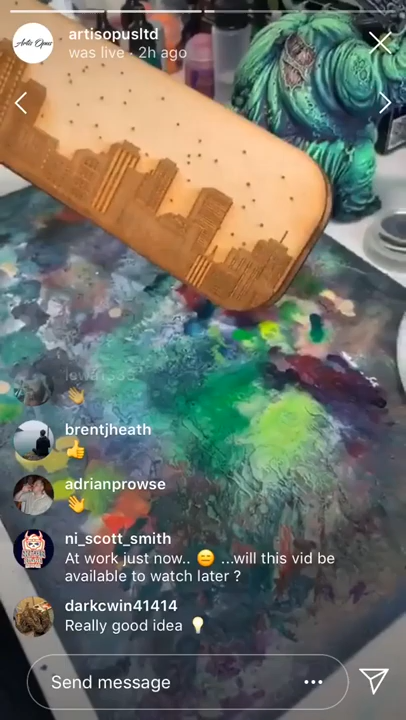 artisopusltd
was live · 2h ago
Artis Opus
brentjheath
👍
adrianprowse
👋
ni_scott_smith
At work just now.. 😑 ...will this vid be
available to watch later ?
darkcwin41414
Really good idea 💡
Send message